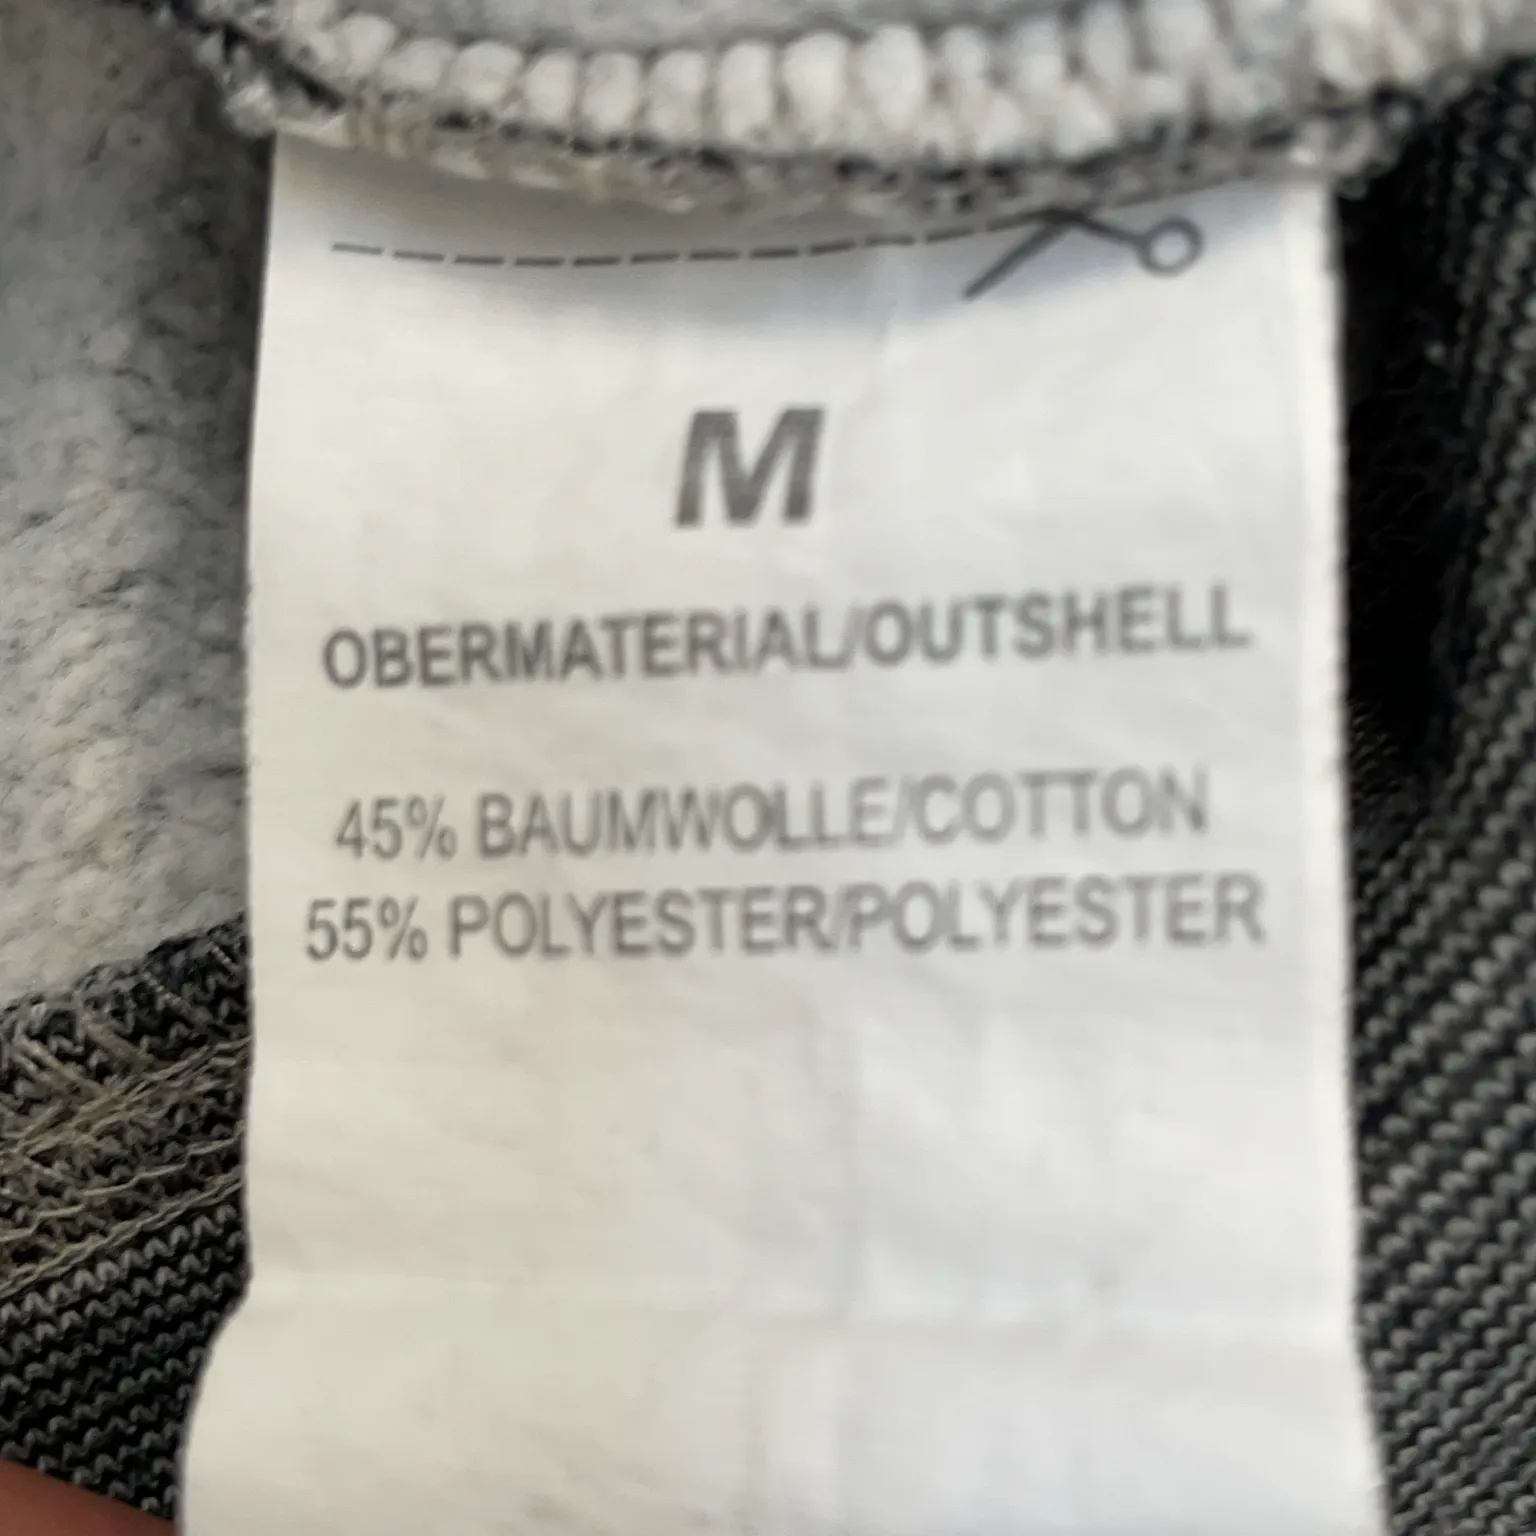 M
OBERMATERIAL/OUTSHELL
45% BAUMWOLLE/COTTON
55% POLYESTER/POLYESTER